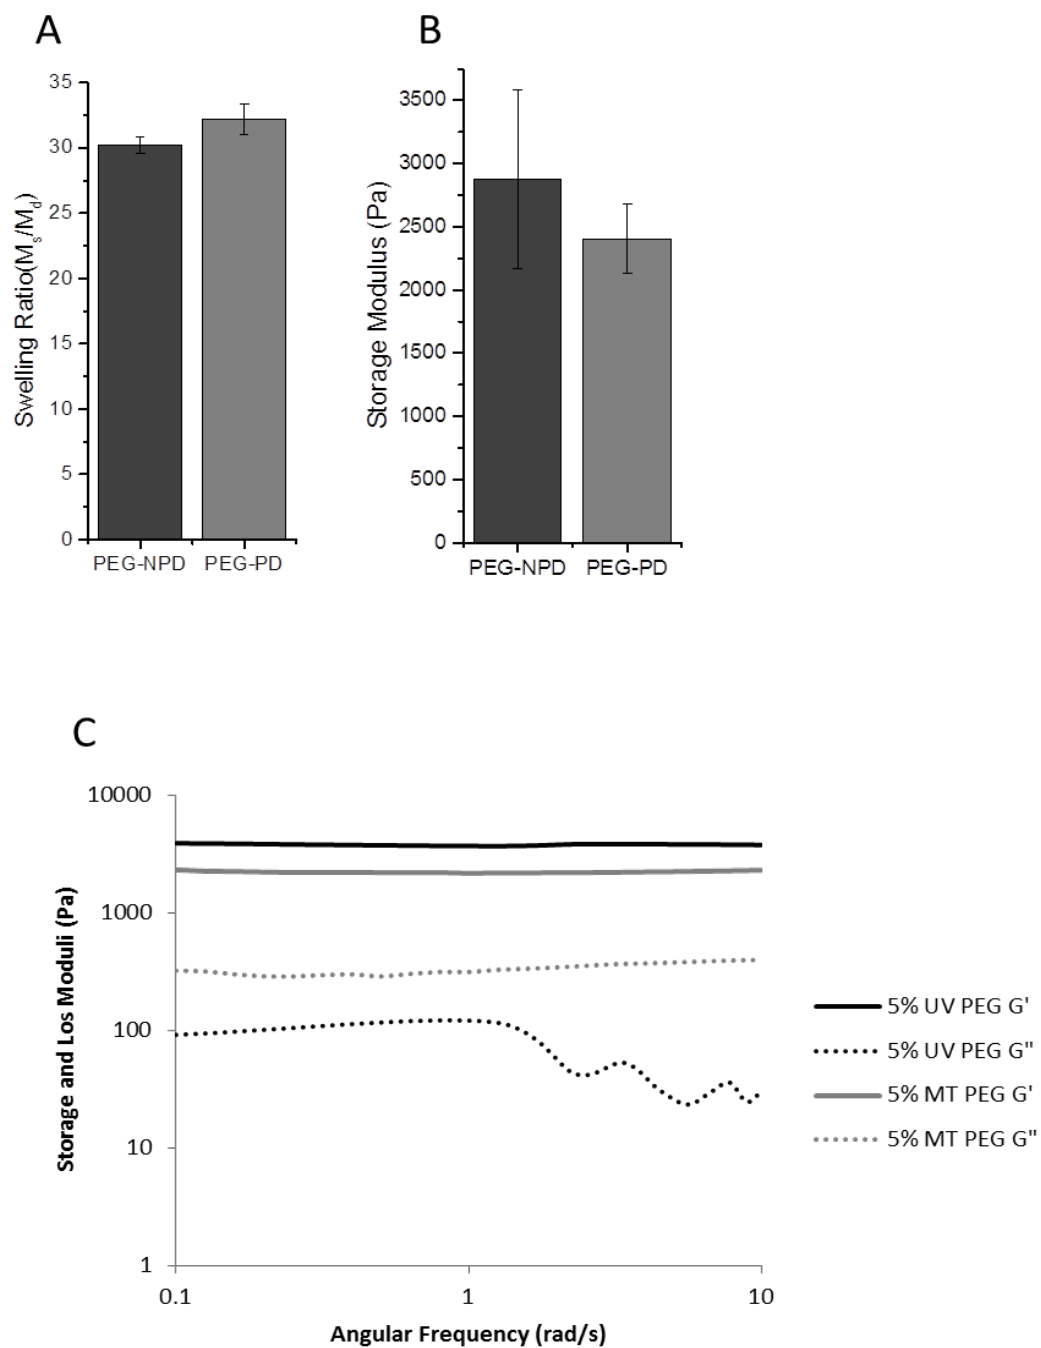 A
B
35
30
25
20
15
10
5
0
Swelling Ratio(Ms/Md)
PEG-NPD PEG-PD
3500
3000
2500
2000
1500
1000
500
0
Storage Modulus (Pa)
PEG-NPD PEG-PD
C
10000
1000
100
10
1
Storage and Los Moduli (Pa)
0.1 1 10
Angular Frequency (rad/s)
5% UV PEG G'
5% UV PEG G"
5% MT PEG G'
5% MT PEG G"